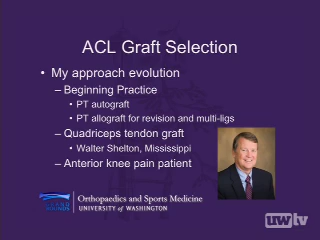 ACL Graft Selection
• My approach evolution
– Beginning Practice
• PT autograft
• PT allograft for revision and multi-ligs
– Quadriceps tendon graft
• Walter Shelton, Mississippi
– Anterior knee pain patient
Orthopaedics and Sports Medicine
UNIVERSITY of WASHINGTON
uwtv